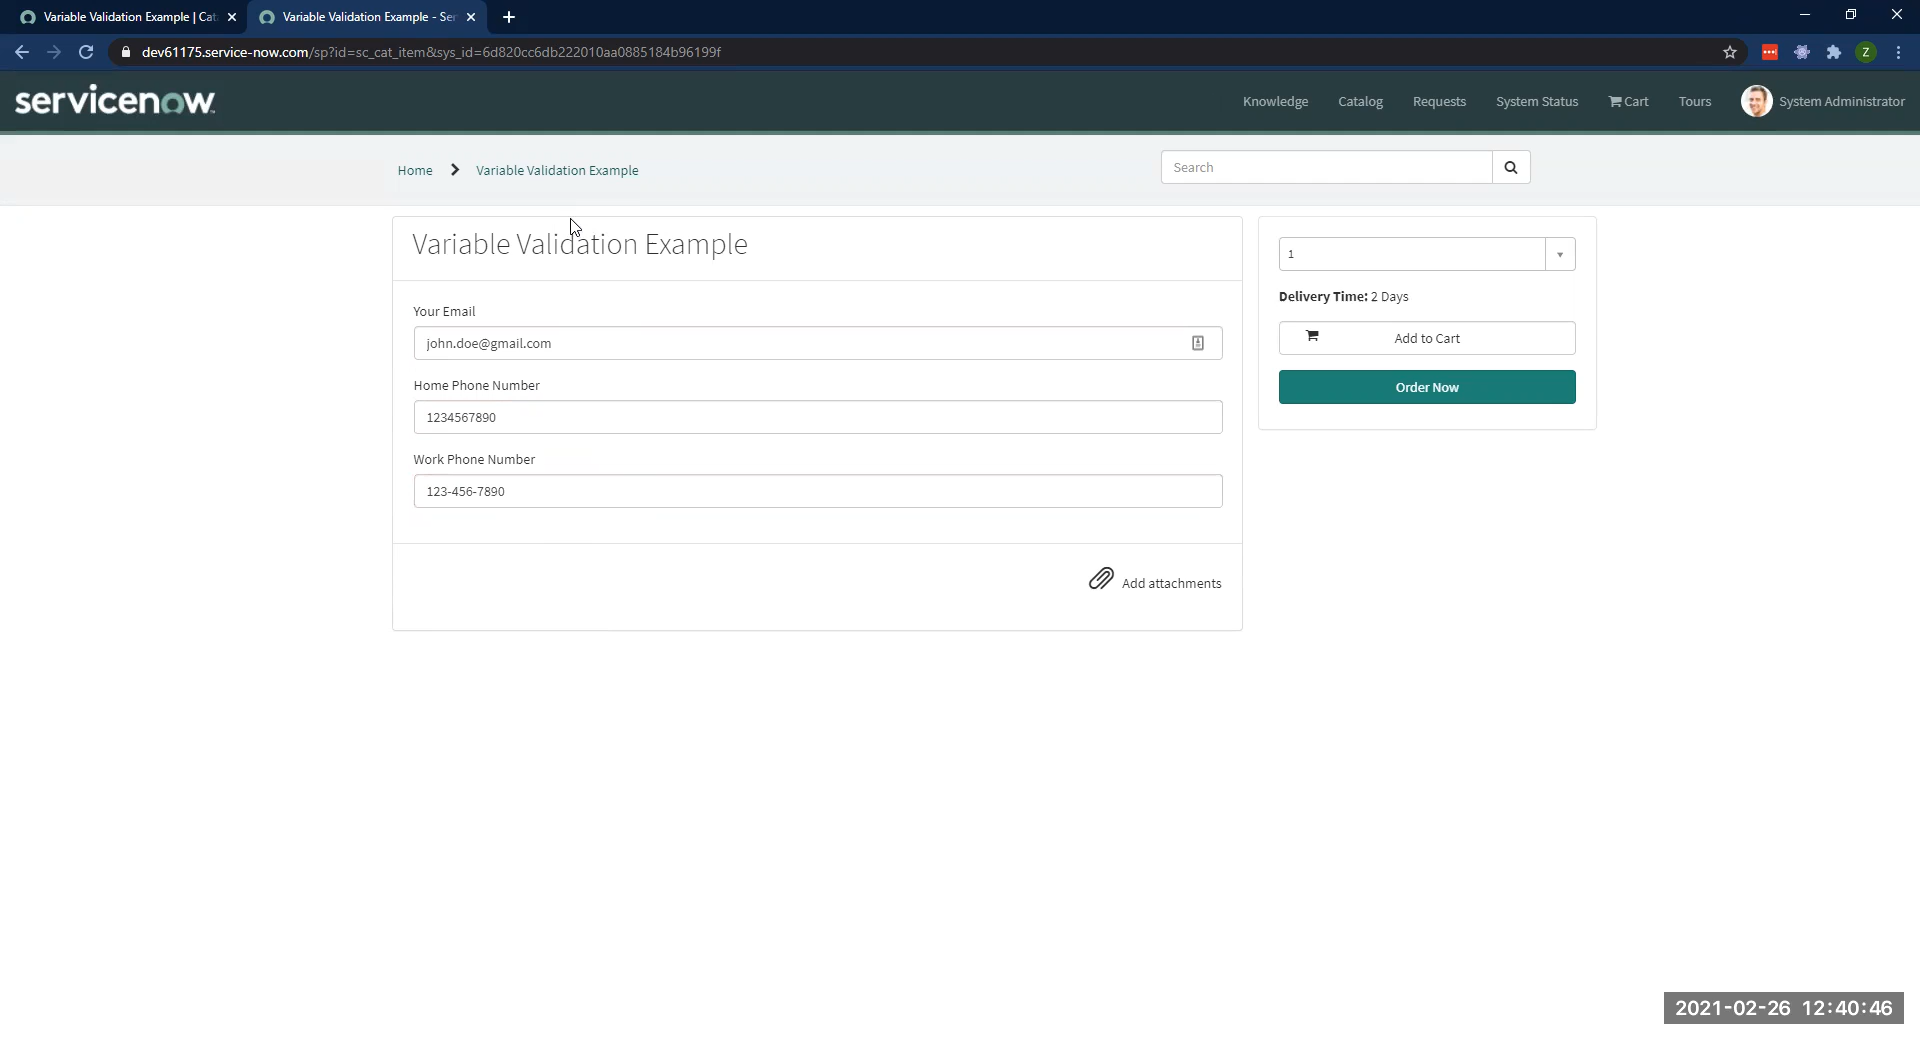 Variable Validation Example | Cat
Variable Validation Example - Ser
dev61175.service-now.com/sp?id=sc_cat_item&sys_id=6d820cc6db222010aa0885184b96199f
Z
servicenow
Knowledge
Catalog
Requests
System Status
Cart
Tours
System Administrator
Home
Variable Validation Example
Search
Variable Validation Example
Your Email
john.doe@gmail.com
Home Phone Number
1234567890
Work Phone Number
123-456-7890
Add attachments
1
Delivery Time: 2 Days
Add to Cart
Order Now
2021-02-26 12:40:46